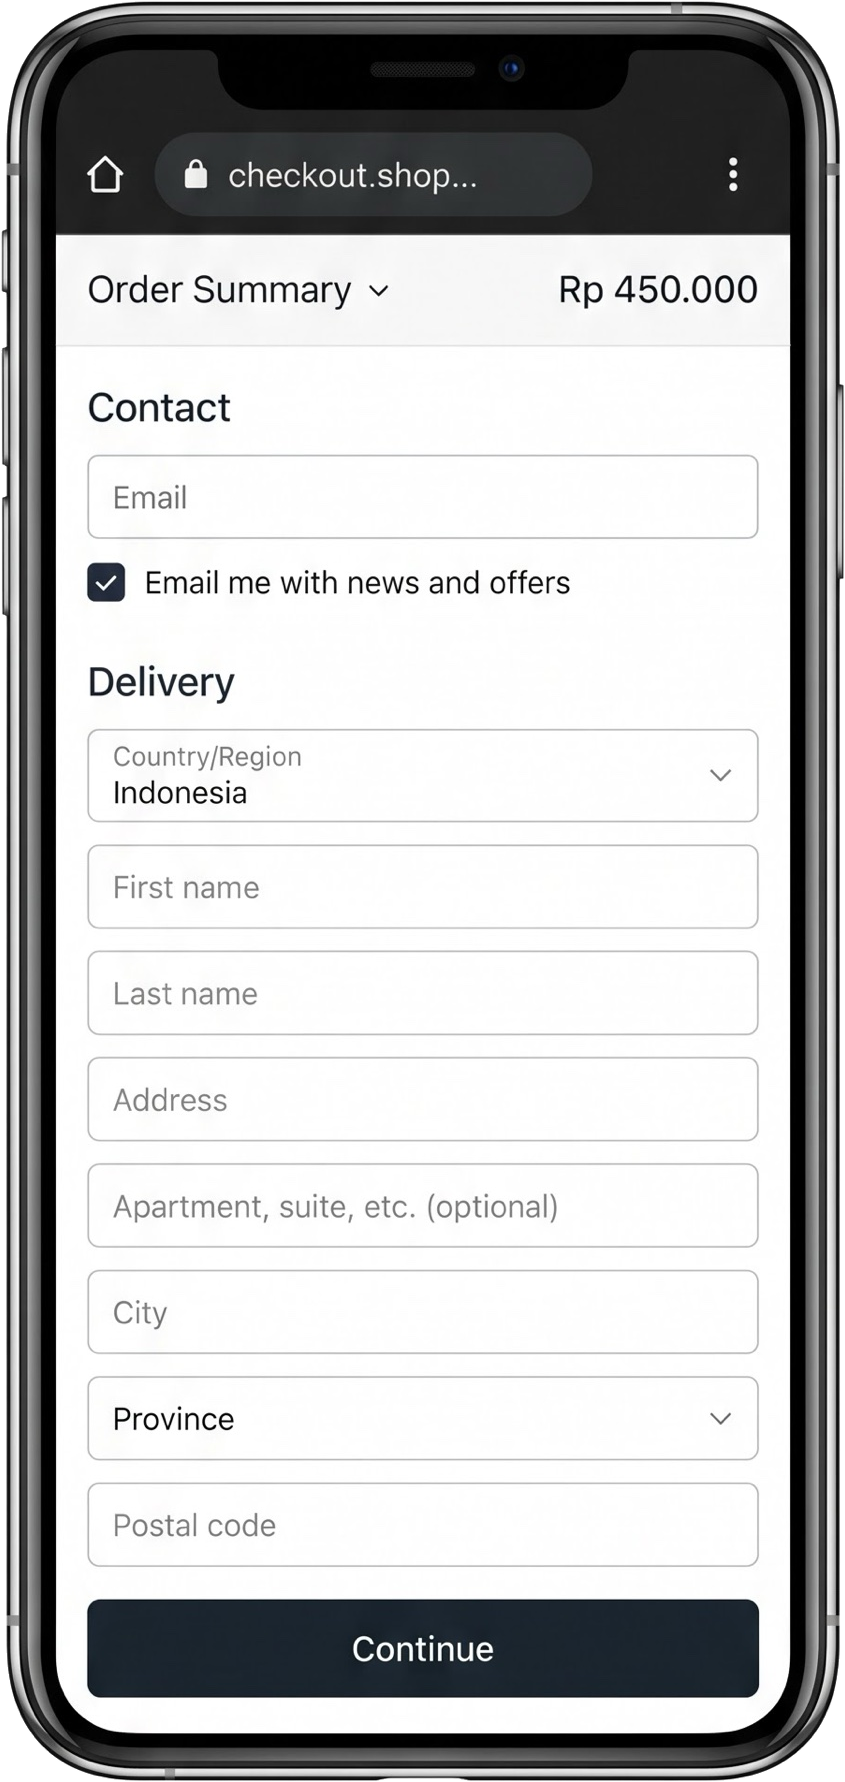 checkout.shop...
Order Summary
Rp 450.000
Contact
Email
Email me with news and offers
Delivery
Country/Region
Indonesia
First name
Last name
Address
Apartment, suite, etc. (optional)
City
Province
Postal code
Continue